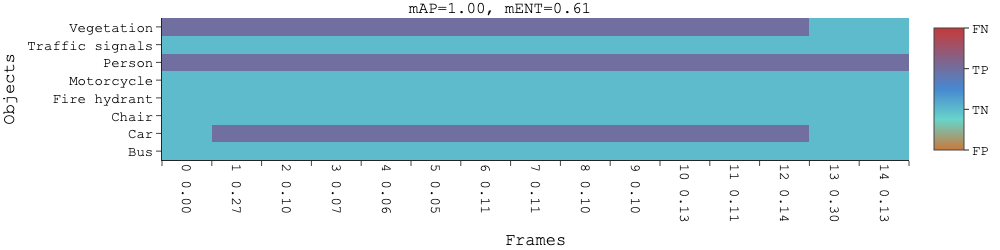 mAP=1.00, mENT=0.61
Objects
Vegetation
Traffic signals
Person
Motorcycle
Fire hydrant
Chair
Car
Bus
0 0.00
1 0.27
2 0.10
3 0.07
4 0.06
5 0.05
6 0.11
7 0.11
8 0.10
9 0.10
10 0.13
11 0.11
12 0.14
13 0.30
14 0.13
Frames
FN
TP
TN
FP